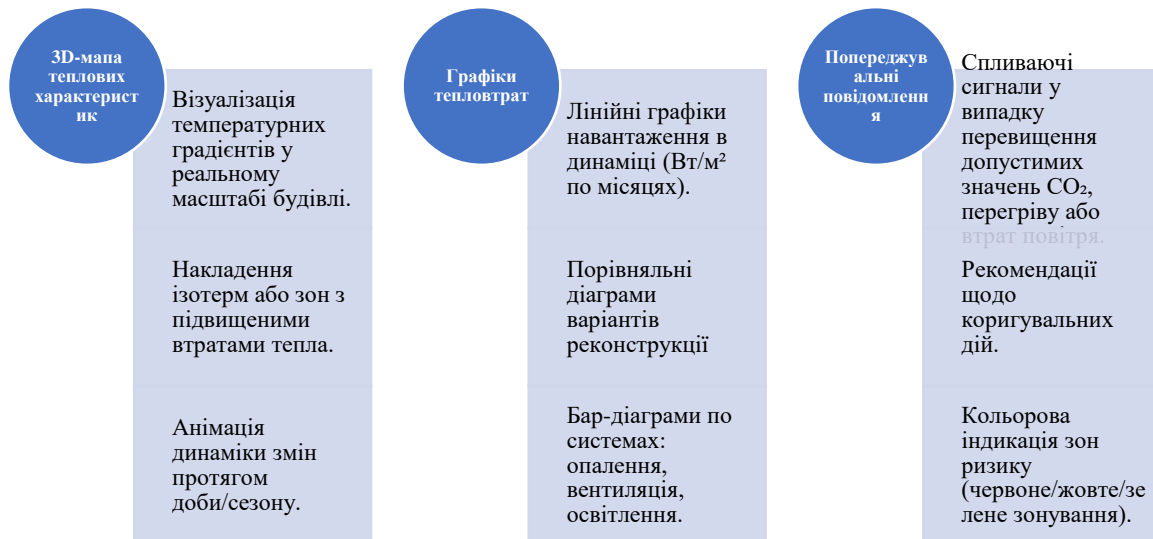 3D-мапа
теплових
характерист
ик
Візуалізація
температурних
градієнтів у
реальному
масштабі будівлі.
Накладення
ізотерм або зон з
підвищеними
втратами тепла.
Анімація
динаміки змін
протягом
доби/сезону.
Графіки
тепловтрат
Лінійні графіки
навантаження в
динаміці (Вт/м²
по місяцях).
Порівняльні
діаграми
варіантів
реконструкції
Бар-діаграми по
системах:
опалення,
вентиляція,
освітлення.
Попереджув
альні
повідомленн
я
Спливаючі
сигнали у
випадку
перевищення
допустимих
значень CO₂,
перегріву або
втрат повітря.
Рекомендації
щодо
коригувальних
дій.
Кольорова
індикація зон
ризику
(червоне/жовте/зе
лене зонування).